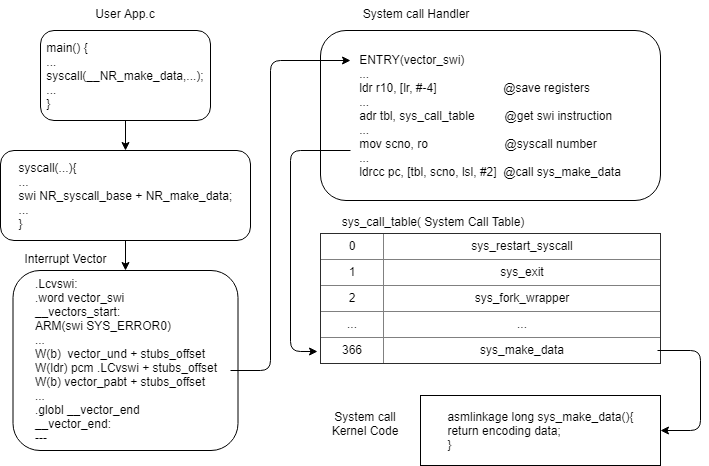 User App.c
main() {
...
syscall(__NR_make_data,...);
...
}
syscall(...){
...
swi NR_syscall_base + NR_make_data;
...
}
Interrupt Vector
.Lcvswi:
.word vector_swi
__vectors_start:
ARM(swi SYS_ERROR0)
...
W(b)  vector_und + stubs_offset
W(ldr) pcm .LCvswi + stubs_offset
W(b) vector_pabt + stubs_offset
...
.globl __vector_end
__vector_end:
---
System call Handler
ENTRY(vector_swi)
...
ldr r10, [lr, #-4] @save registers
...
adr tbl, sys_call_table @get swi instruction
...
mov scno, ro @syscall number
...
ldrcc pc, [tbl, scno, lsl, #2] @call sys_make_data
sys_call_table( System Call Table)
0 sys_restart_syscall
1 sys_exit
2 sys_fork_wrapper
... ...
366 sys_make_data
System call
Kernel Code
asmlinkage long sys_make_data(){
return encoding data;
}